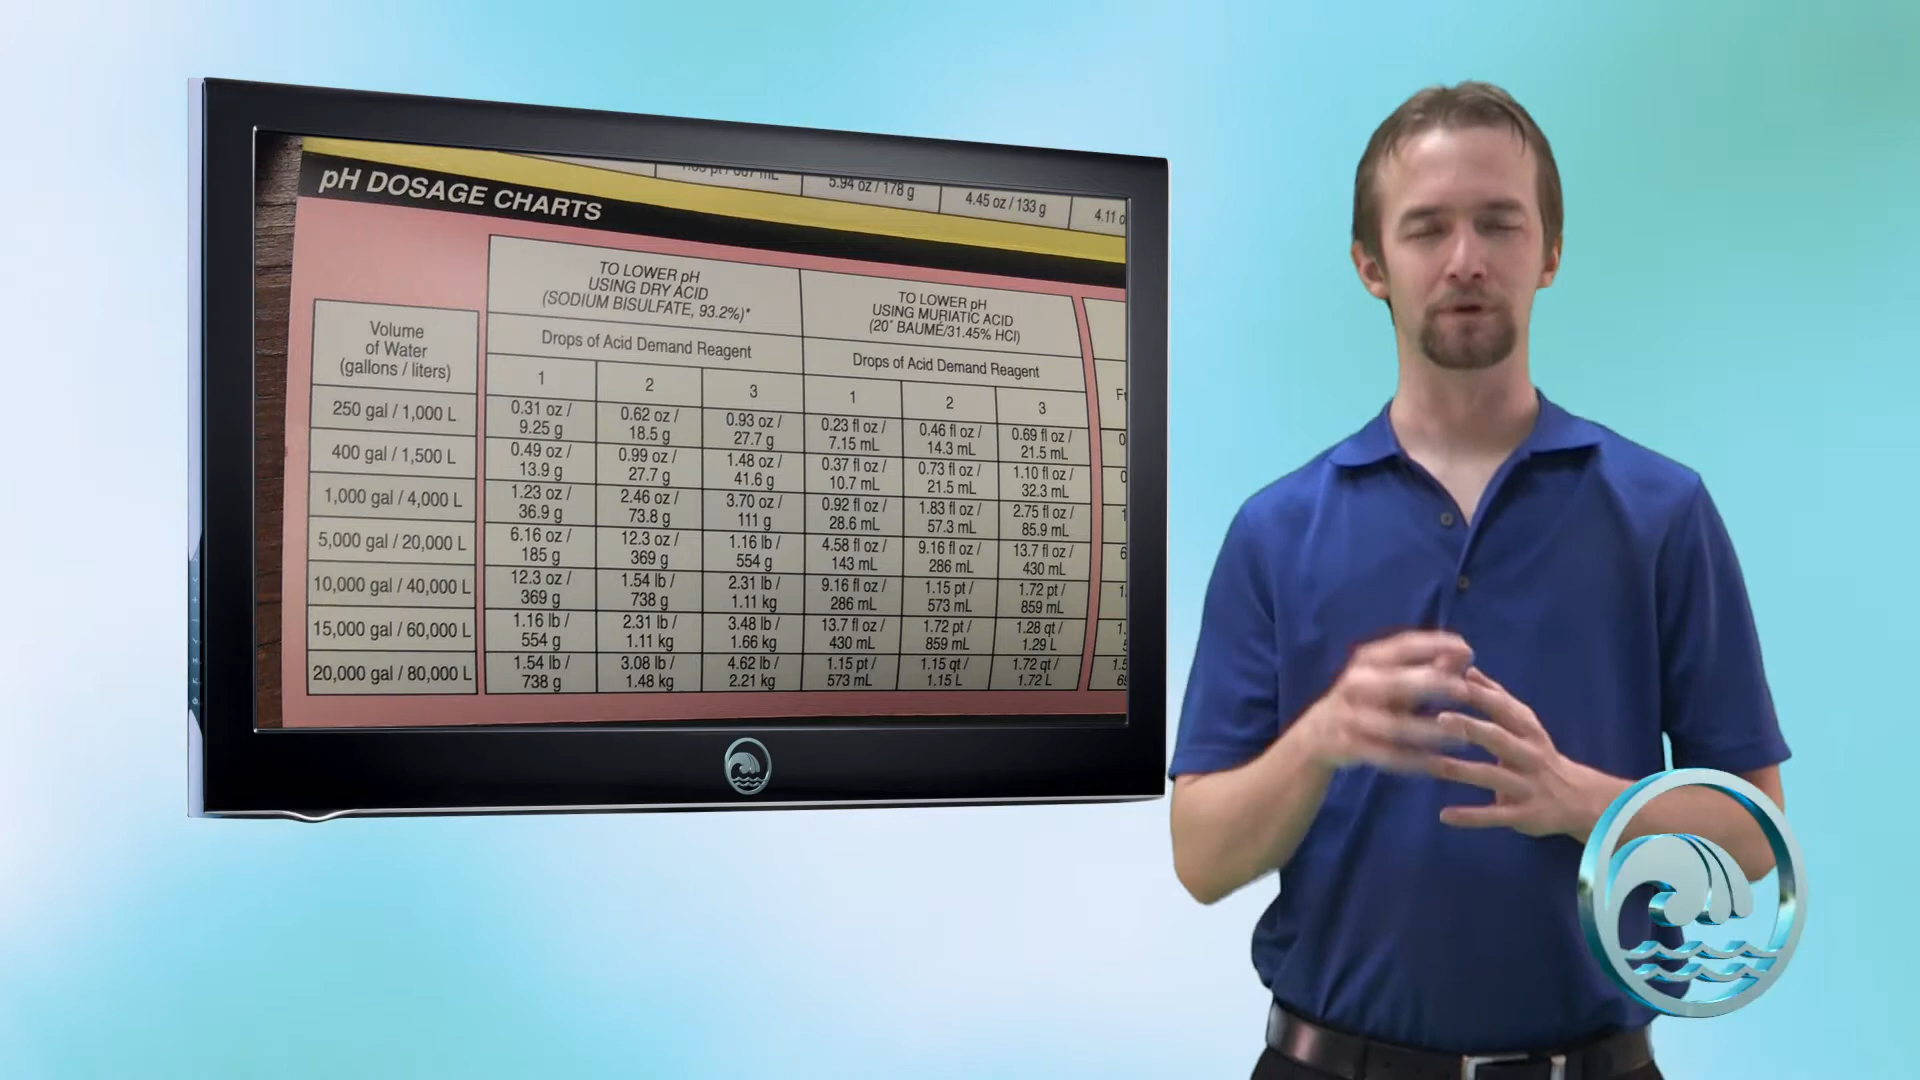 5.94 oz / 178 g
4.45 oz / 133 g
pH DOSAGE CHARTS
TO LOWER pH
USING DRY ACID
(SODIUM BISULFATE, 93.2%)*
TO LOWER pH
USING MURIATIC ACID
(20° BAUMÉ/31.45% HCl)
Volume
of Water
(gallons / liters)
Drops of Acid Demand Reagent
Drops of Acid Demand Reagent
1 2 3 1 2 3
250 gal / 1,000 L
0.31 oz /
9.25 g
0.62 oz /
18.5 g
0.93 oz /
27.7 g
0.23 fl oz /
7.15 mL
0.46 fl oz /
14.3 mL
0.69 fl oz /
21.5 mL
400 gal / 1,500 L
0.49 oz /
13.9 g
0.99 oz /
27.7 g
1.48 oz /
41.6 g
0.37 fl oz /
10.7 mL
0.73 fl oz /
21.5 mL
1.10 fl oz /
32.3 mL
1,000 gal / 4,000 L
1.23 oz /
36.9 g
2.46 oz /
73.8 g
3.70 oz /
111 g
0.92 fl oz /
28.6 mL
1.83 fl oz /
57.3 mL
2.75 fl oz /
85.9 mL
5,000 gal / 20,000 L
6.16 oz /
185 g
12.3 oz /
369 g
1.16 lb /
554 g
4.58 fl oz /
143 mL
9.16 fl oz /
286 mL
13.7 fl oz /
430 mL
10,000 gal / 40,000 L
12.3 oz /
369 g
1.54 lb /
738 g
2.31 lb /
1.11 kg
9.16 fl oz /
286 mL
1.15 pt /
573 mL
1.72 pt /
859 mL
15,000 gal / 60,000 L
1.16 lb /
554 g
2.31 lb /
1.11 kg
3.48 lb /
1.66 kg
13.7 fl oz /
430 mL
1.72 pt /
859 mL
1.28 qt /
1.29 L
20,000 gal / 80,000 L
1.54 lb /
738 g
3.08 lb /
1.48 kg
4.62 lb /
2.21 kg
1.15 pt /
573 mL
1.15 qt /
1.15 L
1.72 qt /
1.72 L